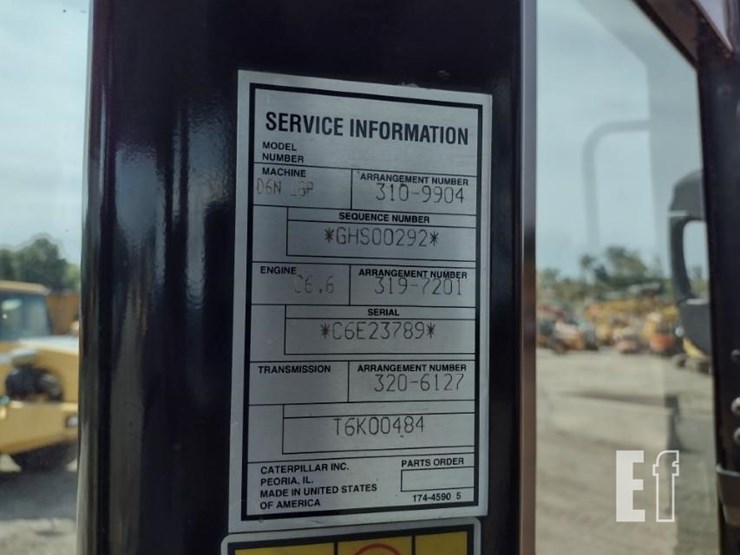 SERVICE INFORMATION
MODEL
NUMBER
MACHINE ARRANGEMENT NUMBER
D6N LGP 310-9904
SEQUENCE NUMBER
*GHS00292*
ENGINE ARRANGEMENT NUMBER
C6.6 319-7201
SERIAL
*C6E23789*
TRANSMISSION ARRANGEMENT NUMBER
320-6127
T6K00484
CATERPILLAR INC. PARTS ORDER
PEORIA, IL.
MADE IN UNITED STATES
OF AMERICA 174-4590 5
Ef